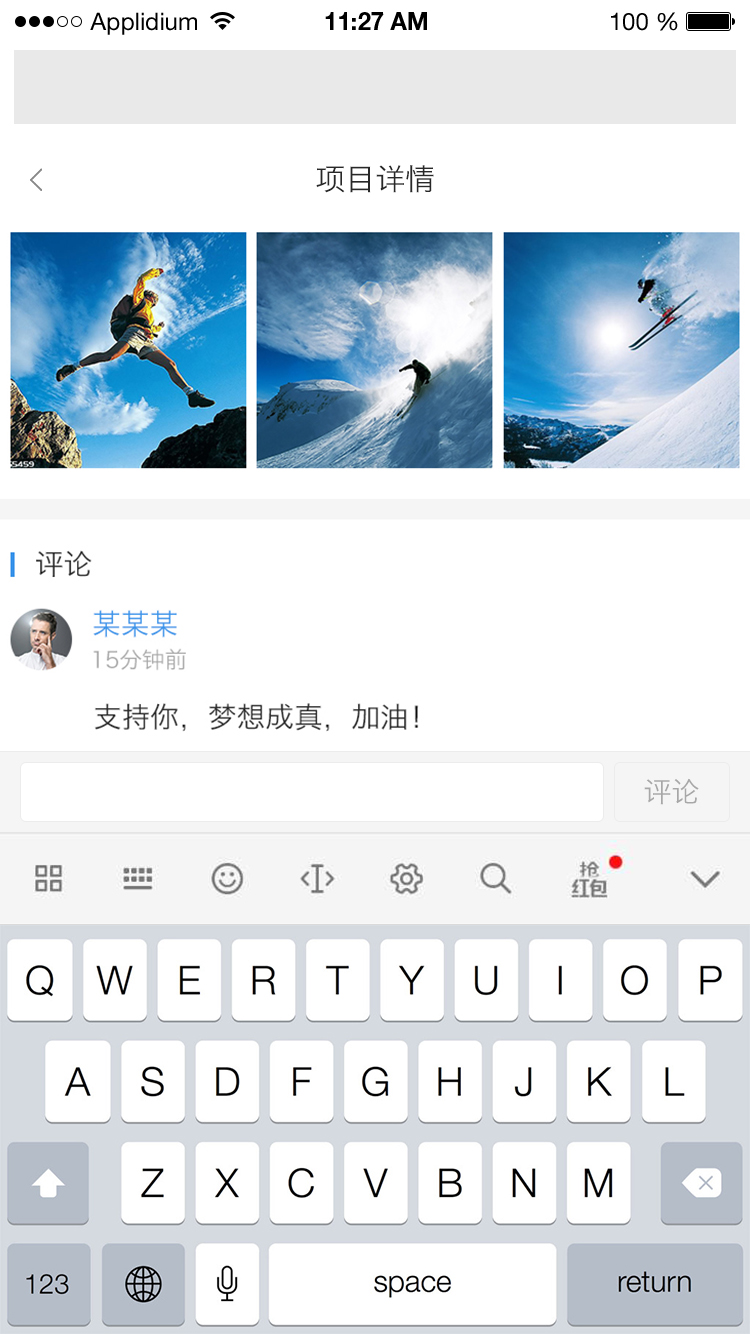 Applidium 11:27 AM 100 %
项目详情
5459
评论
某某某
15分钟前
支持你，梦想成真，加油！
评论
抢
红包
Q W E R T Y U I O P
A S D F G H J K L
Z X C V B N M
123 space return